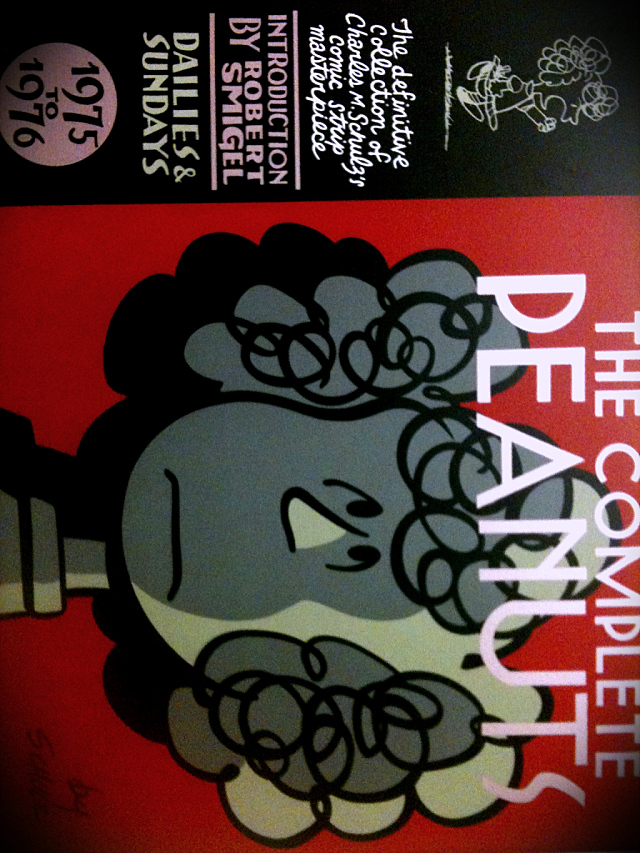 THE COMPLETE
PEANUTS
by
The definitive
collection of
Charles M. Schulz's
comic strip
masterpiece
INTRODUCTION
BY ROBERT
SMIGEL
DAILIES &
SUNDAYS
1975
TO
1976